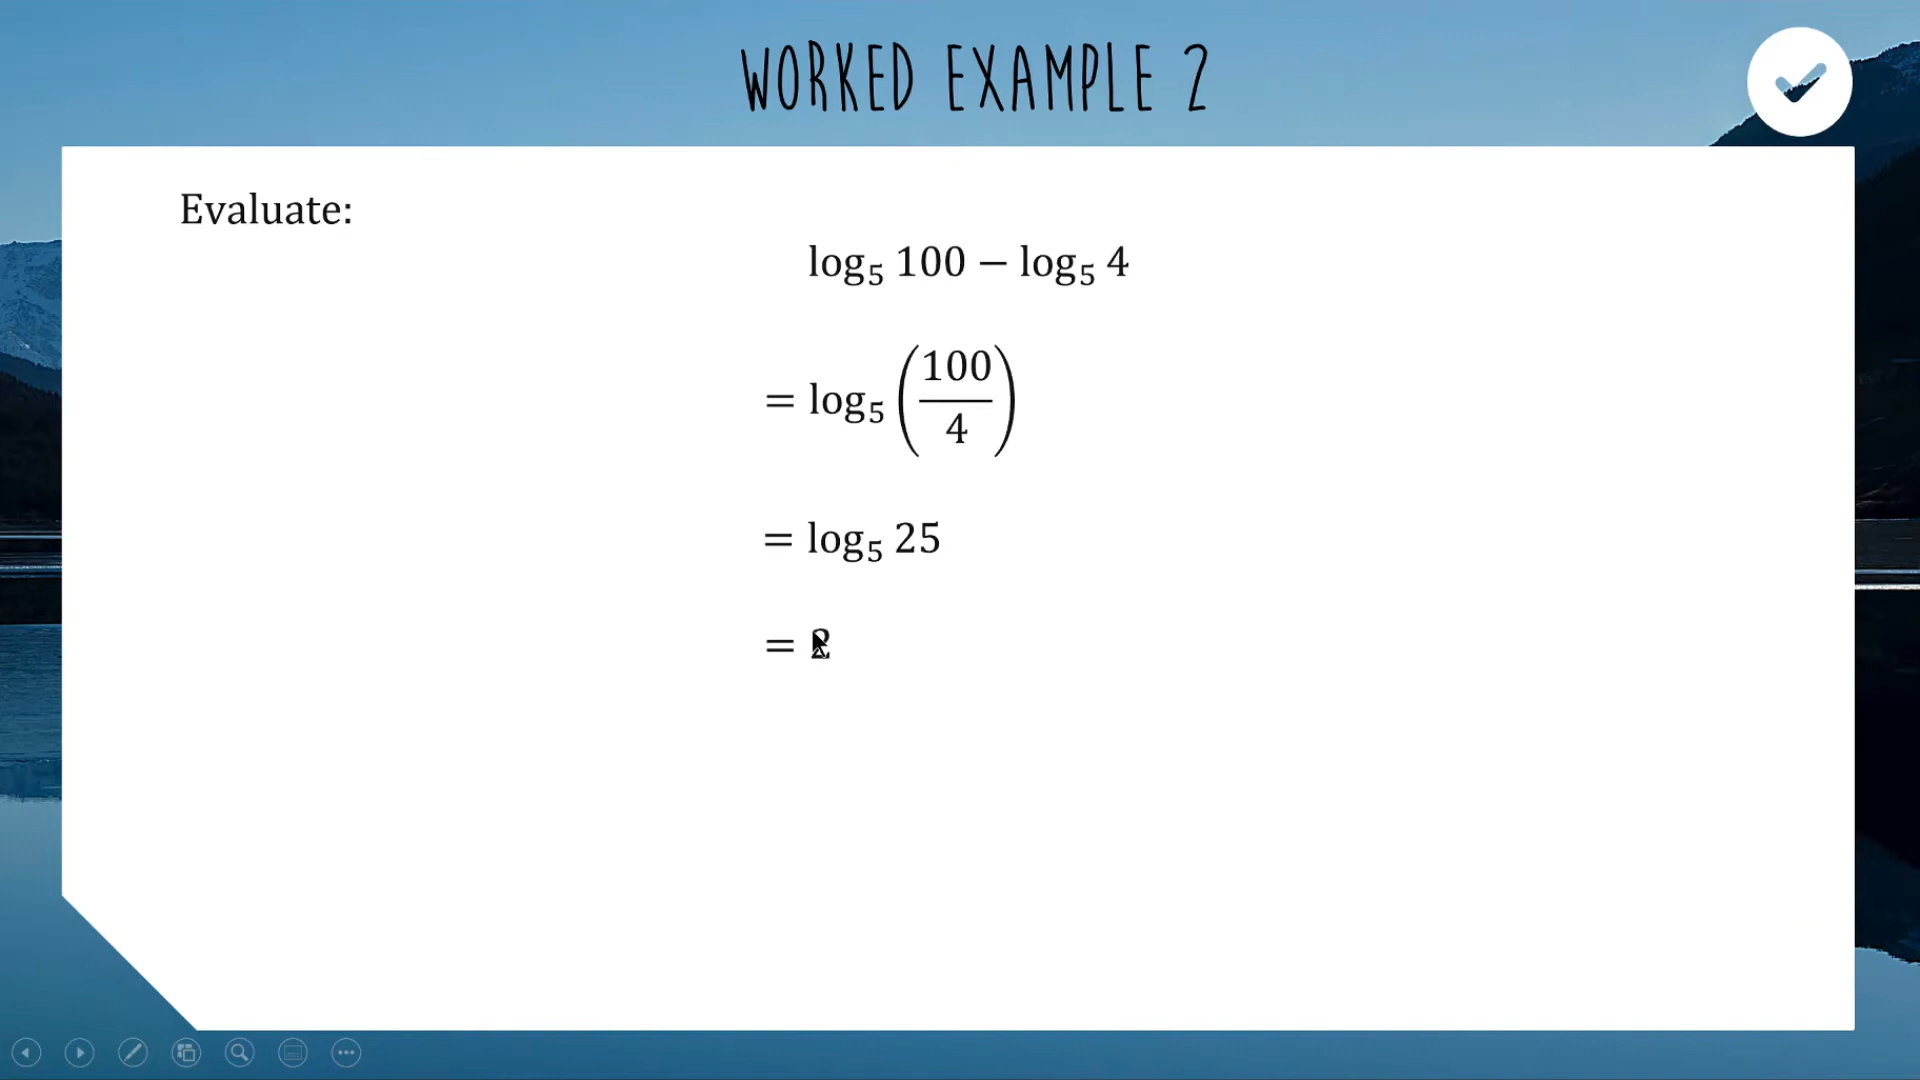 WORKED EXAMPLE 2
Evaluate:
log₅ 100 − log₅ 4
= log₅ (100/4)
= log₅ 25
= 2